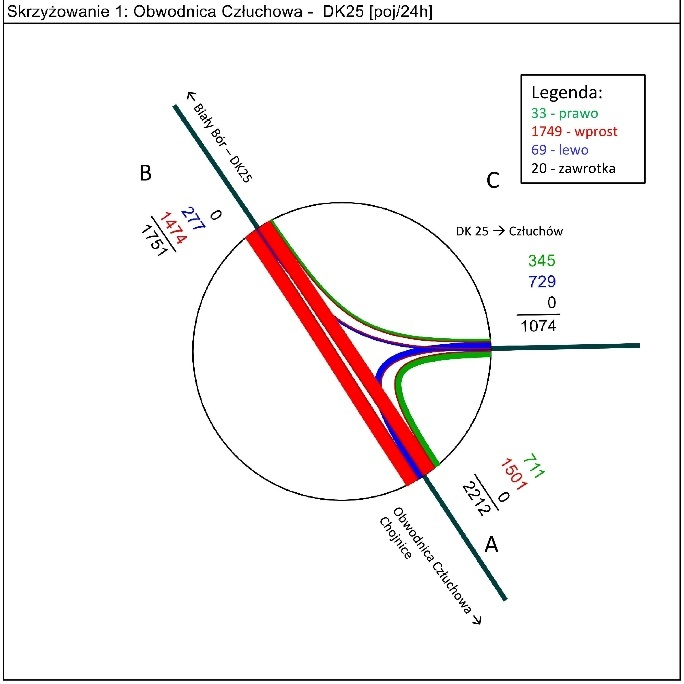 Skrzyżowanie 1: Obwodnica Człuchowa - DK25 [poj/24h]
Legenda:
33 - prawo
1749 - wprost
69 - lewo
20 - zawrotka
← Biały Bór – DK25
B
0
277
1474
1751
C
DK 25 → Człuchów
345
729
0
1074
711
1501
0
2212
A
Obwodnica Człuchowa →
Chojnice